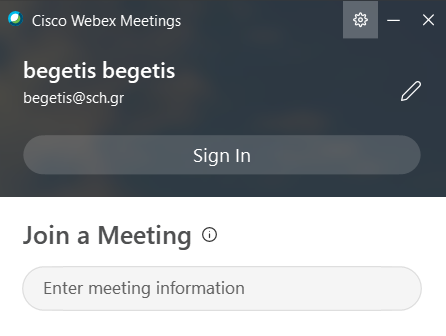 Cisco Webex Meetings
begetis begetis
begetis@sch.gr
Sign In
Join a Meeting
Enter meeting information